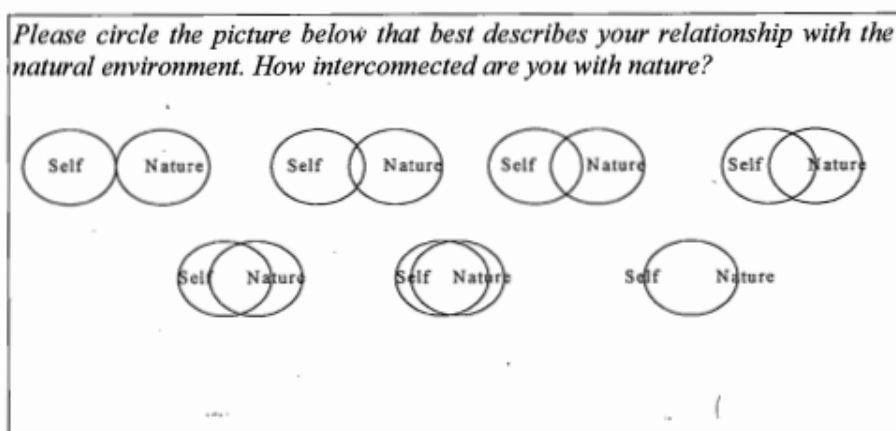 Please circle the picture below that best describes your relationship with the
natural environment. How interconnected are you with nature?
Self Nature Self Nature Self Nature Self Nature
Self Nature Self Nature Self Nature